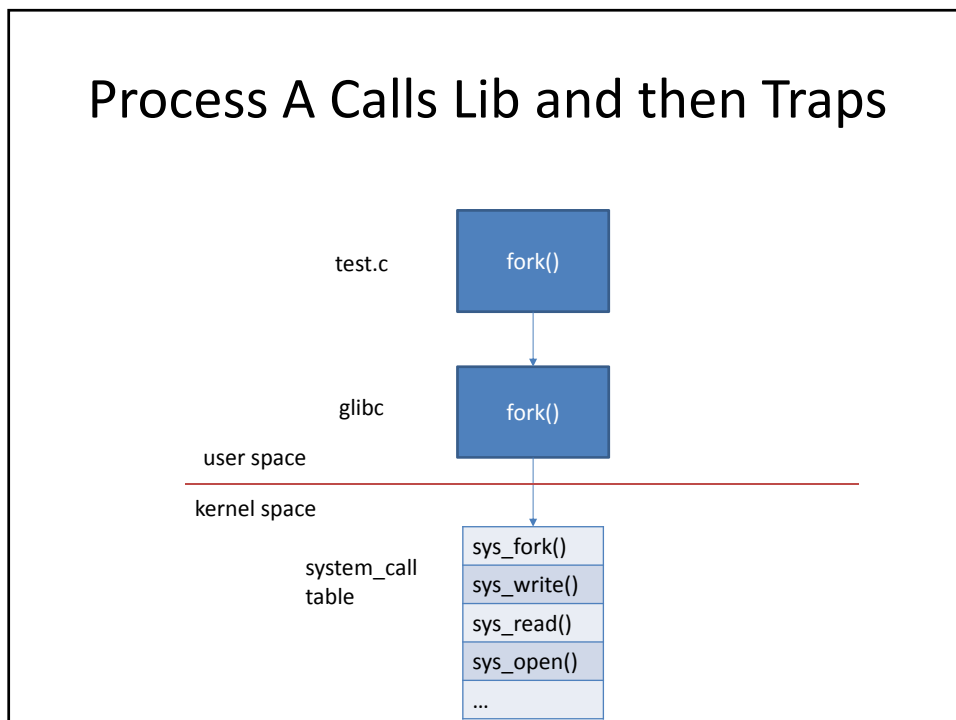 Process A Calls Lib and then Traps
test.c
fork()
glibc
fork()
user space
kernel space
system_call
table
sys_fork()
sys_write()
sys_read()
sys_open()
...